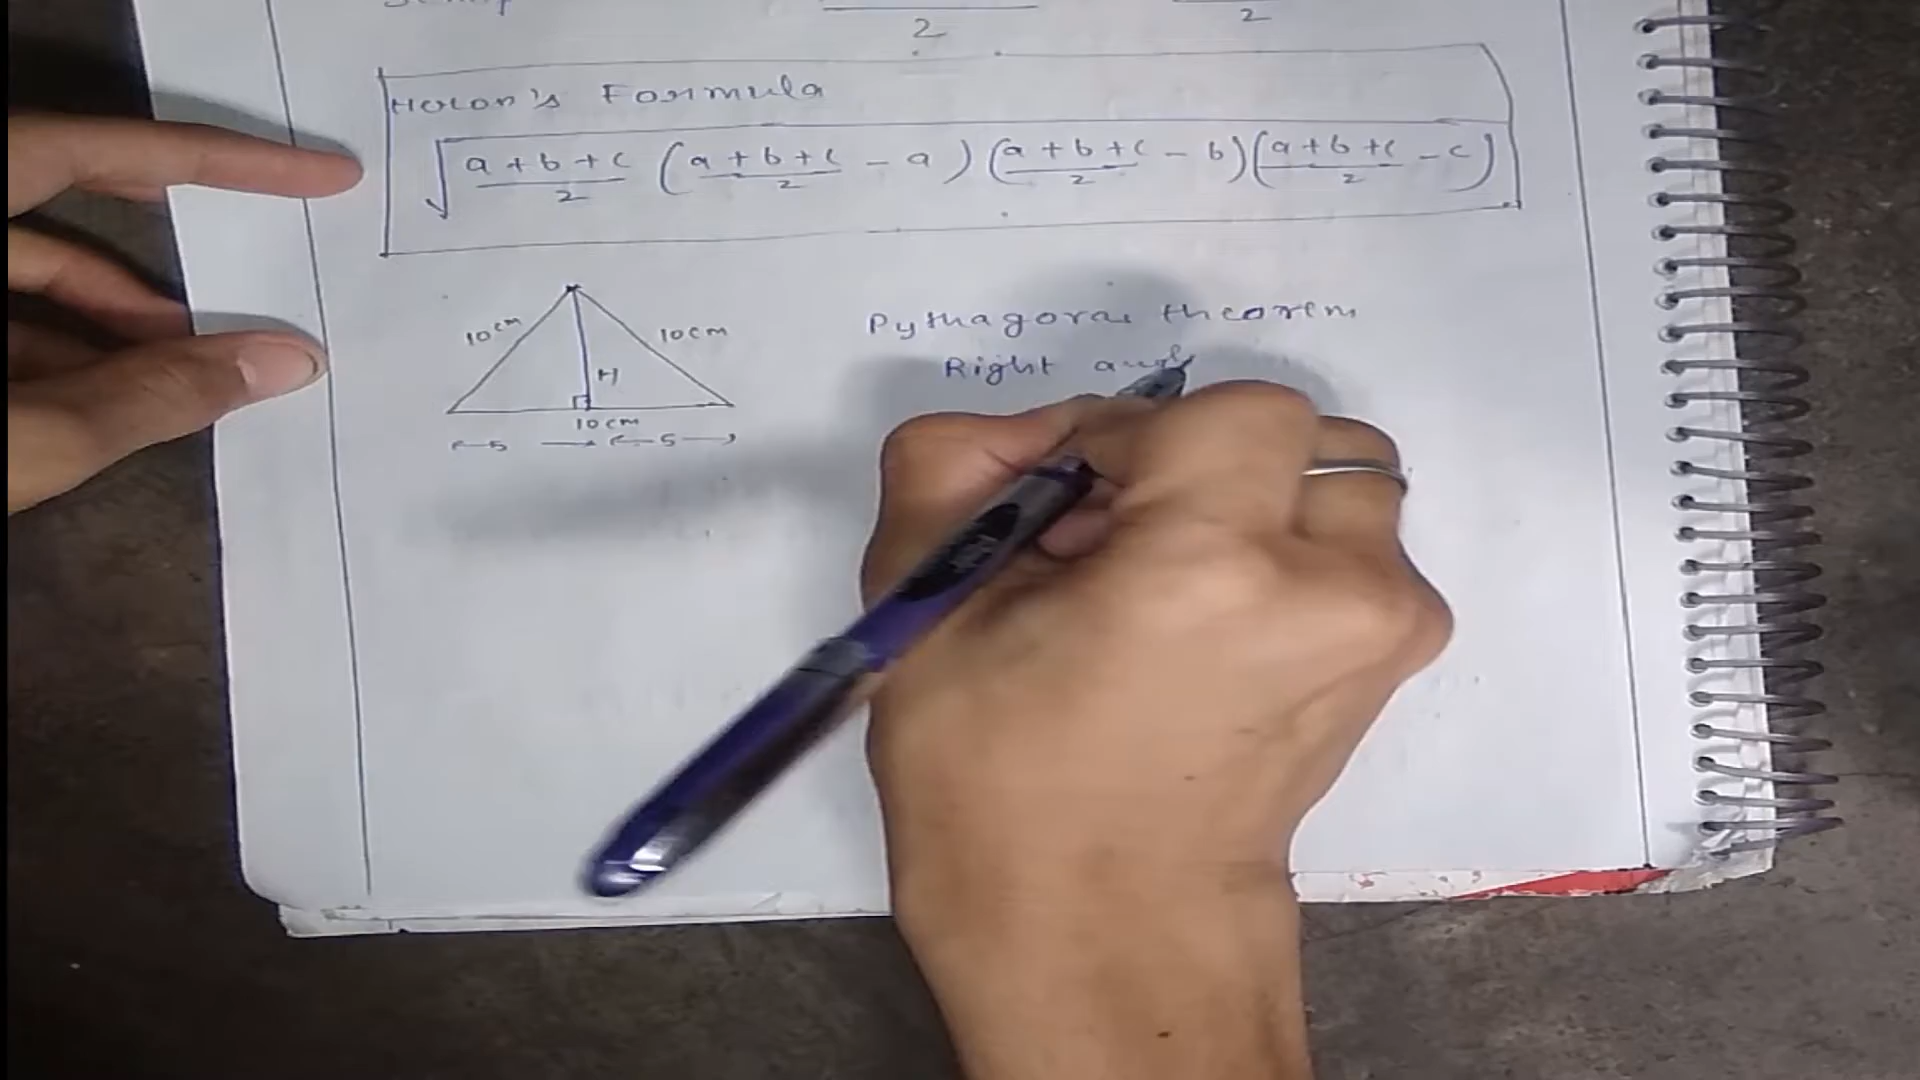 2 2
Heron's Formula
√ a+b+c/2 (a+b+c/2 - a) (a+b+c/2 - b) (a+b+c/2 - c)
Pythagoras theorem
10cm 10cm
Right
H
10cm
5 5